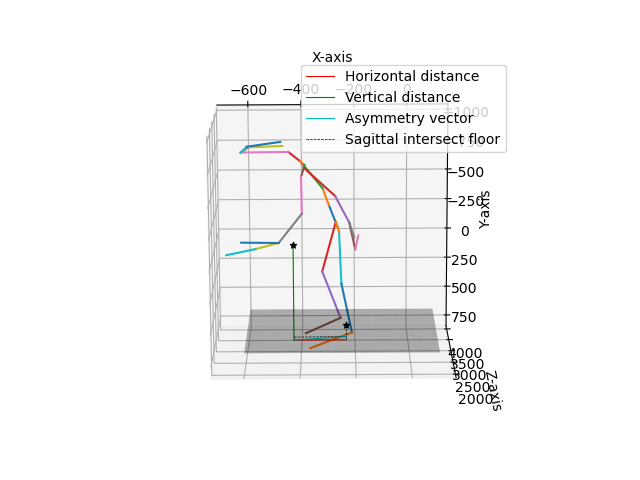 X-axis
−600
−400
−200
0
Horizontal distance
Vertical distance
Asymmetry vector
Sagittal intersect floor
−500
−250
Y-axis
0
250
500
750
4000
3500
3000
2500
2000
Z-axis